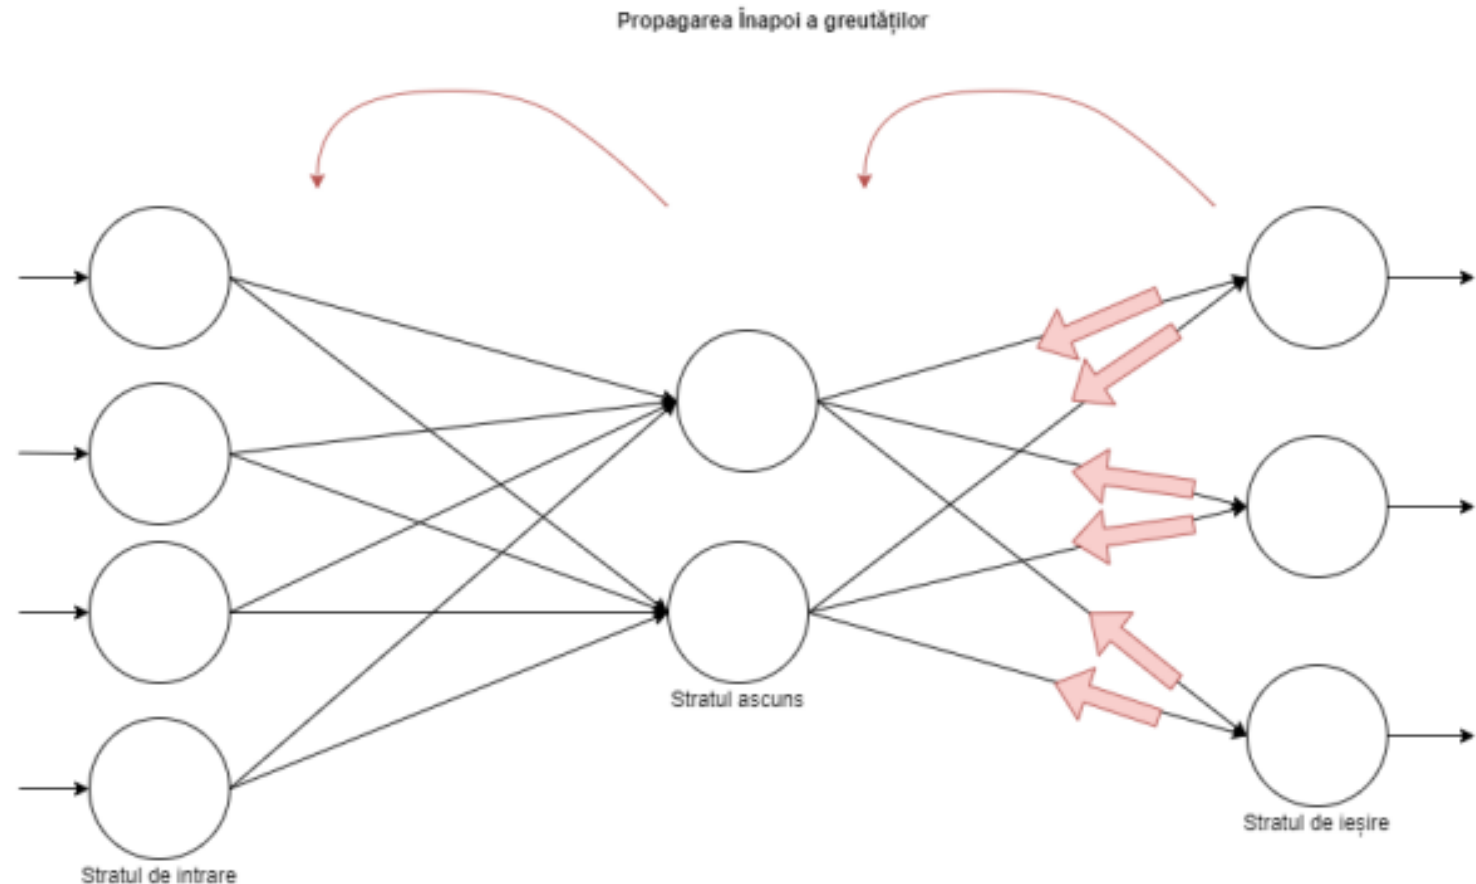 Propagarea Înapoi a greutăților
Stratul ascuns
Stratul de ieșire
Stratul de intrare